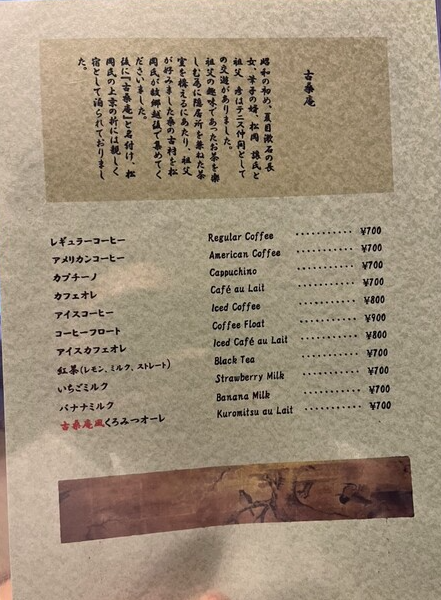 古桑庵
昭和の初め、夏目漱石の長
女、筆子の婿、松岡 譲氏と
祖父、彦はテニス仲間として
の交遊がありました。
祖父の趣味であったお茶を楽
しむ為に隠居所を兼ねた茶
室を構えるにあたり、祖父
が好みました桑の古材を松
岡氏が故郷越後で集めてく
ださいました。
後に『古桑庵』と名付け、松
岡氏の上京の折には親しく
宿として泊られておりまし
た。
レギュラーコーヒー Regular Coffee ............ ¥700
アメリカンコーヒー American Coffee ............ ¥700
カプチーノ Cappuchino ............ ¥700
カフェオレ Café au Lait ............ ¥700
アイスコーヒー Iced Coffee ............ ¥800
コーヒーフロート Coffee Float ............ ¥900
アイスカフェオレ Iced Café au Lait ............ ¥800
紅茶(レモン、ミルク、ストレート) Black Tea ............ ¥700
いちごミルク Strawberry Milk ............ ¥700
バナナミルク Banana Milk ............ ¥700
古桑庵風くろみつオーレ Kuromitsu au Lait ............ ¥700